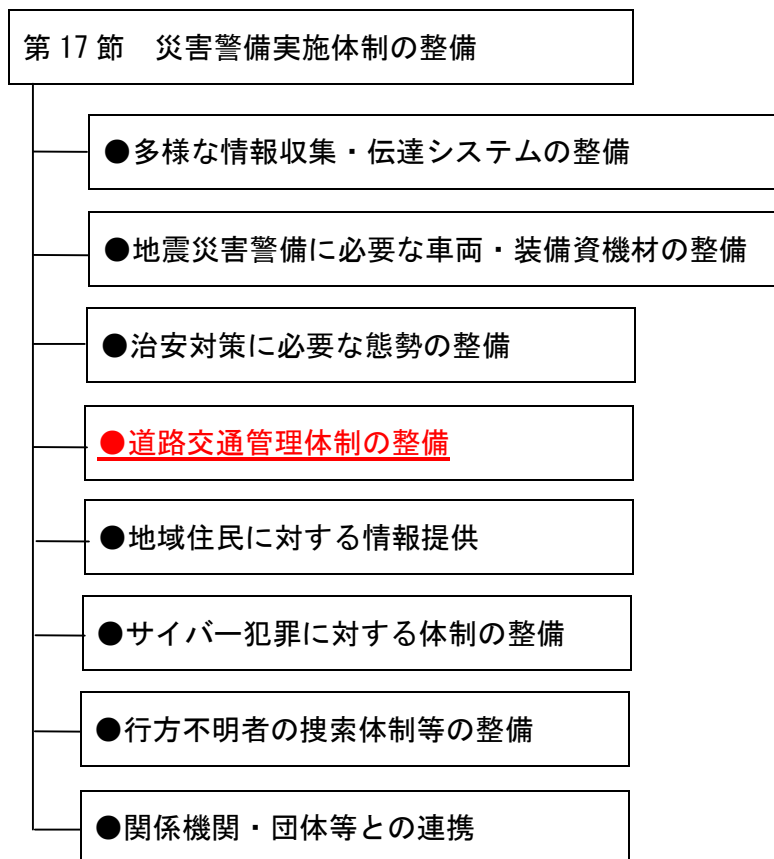 第17節　災害警備実施体制の整備
●多様な情報収集・伝達システムの整備
●地震災害警備に必要な車両・装備資機材の整備
●治安対策に必要な態勢の整備
●道路交通管理体制の整備
●地域住民に対する情報提供
●サイバー犯罪に対する体制の整備
●行方不明者の捜索体制等の整備
●関係機関・団体等との連携